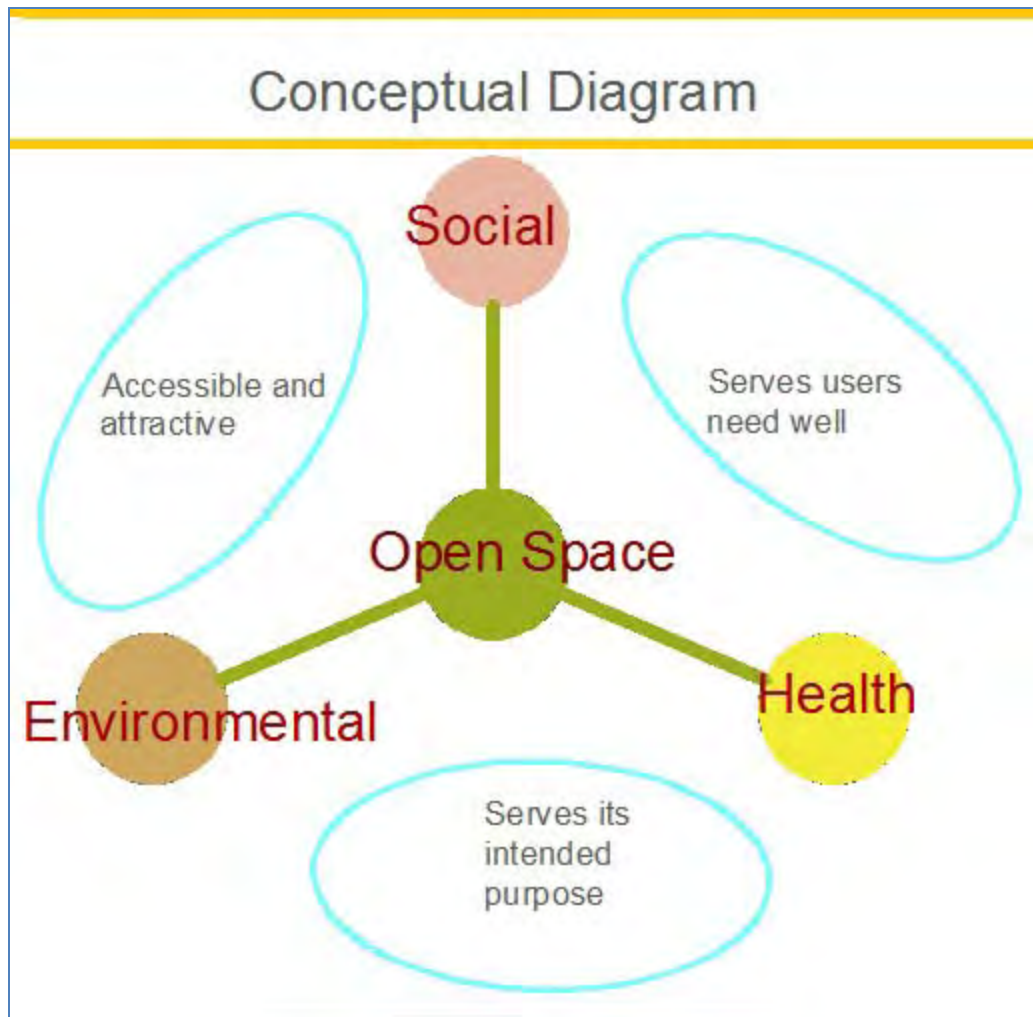 Conceptual Diagram
Social
Accessible and
attractive
Serves users
need well
Open Space
Environmental
Health
Serves its
intended
purpose